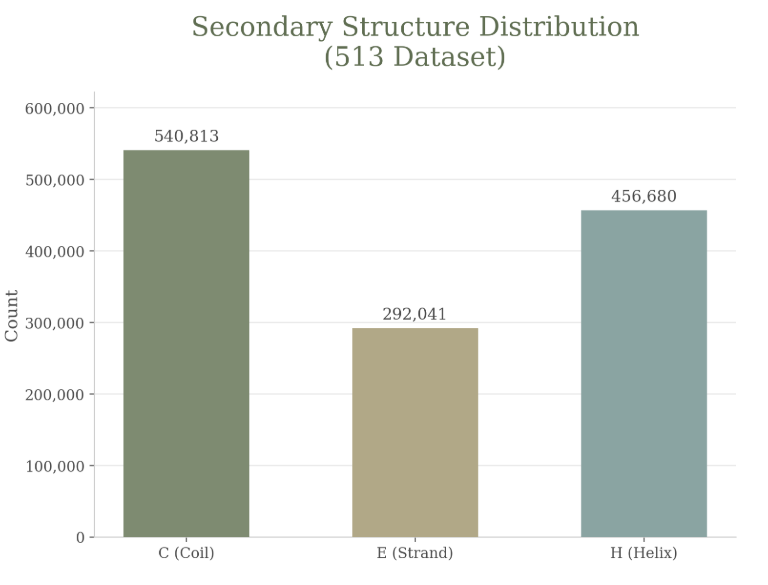 Secondary Structure Distribution
(513 Dataset)
600,000
500,000
400,000
300,000
200,000
100,000
0
Count
540,813
292,041
456,680
C (Coil)
E (Strand)
H (Helix)